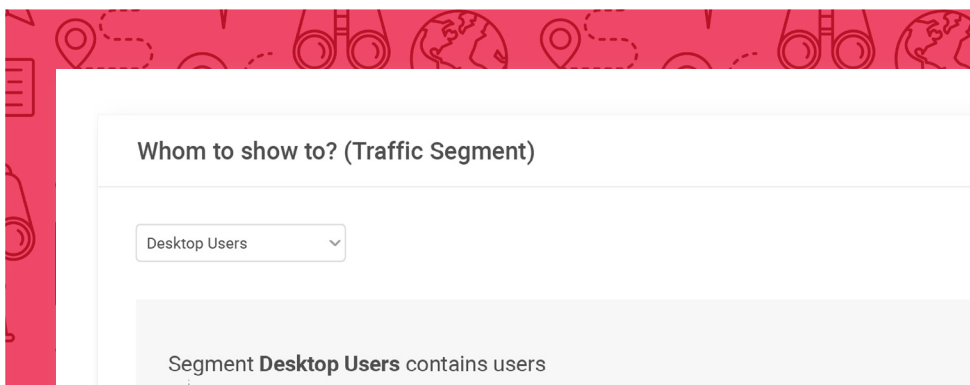 Whom to show to? (Traffic Segment)
Desktop Users
Segment Desktop Users contains users